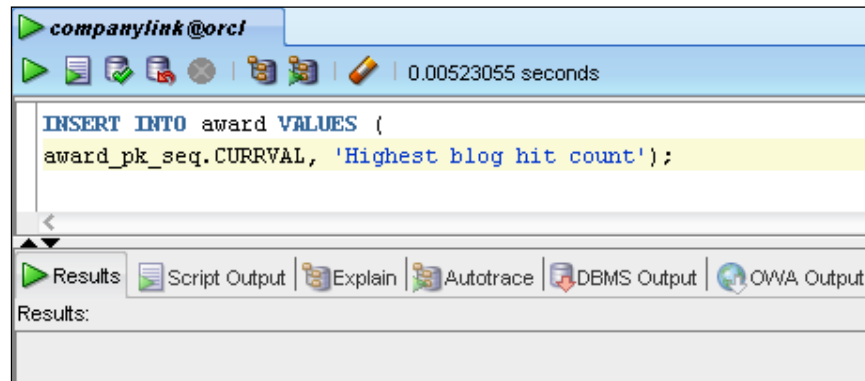 companylink@orcl
0.00523055 seconds
INSERT INTO award VALUES (
award_pk_seq.CURRVAL, 'Highest blog hit count');
Results Script Output Explain Autotrace DBMS Output OWA Output
Results: